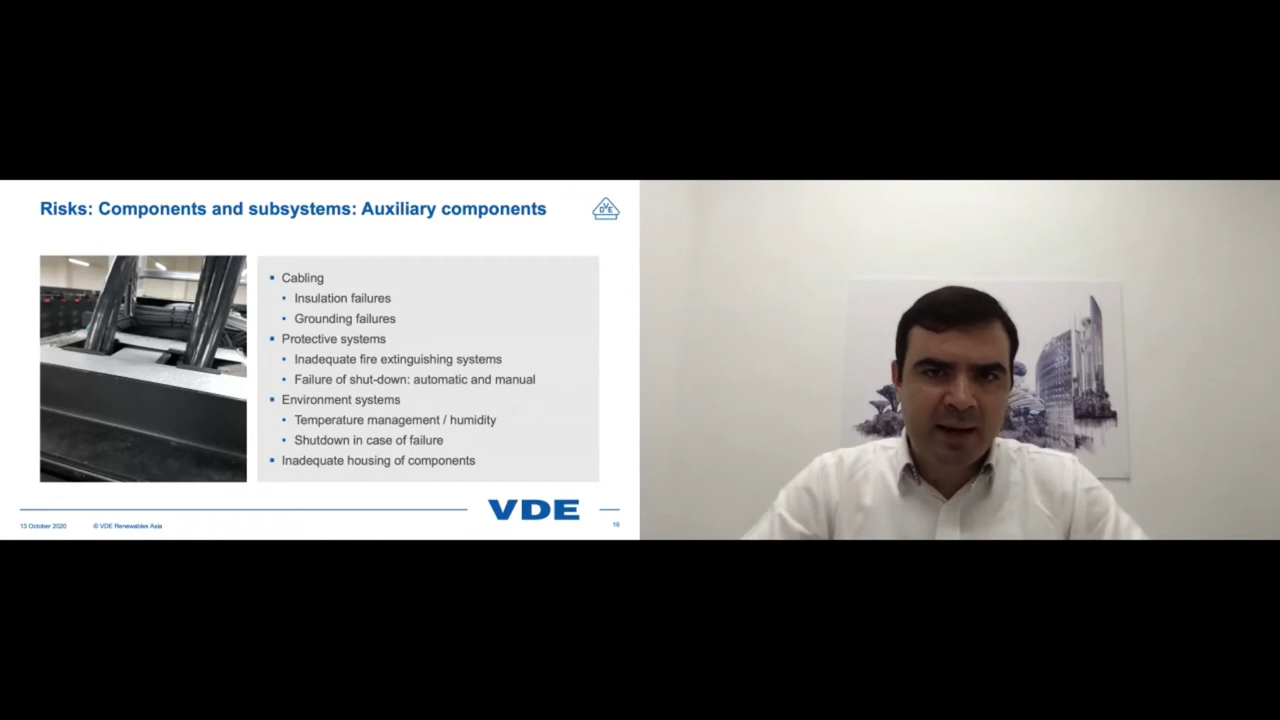 Risks: Components and subsystems: Auxiliary components
VDE
Cabling
Insulation failures
Grounding failures
Protective systems
Inadequate fire extinguishing systems
Failure of shut-down: automatic and manual
Environment systems
Temperature management / humidity
Shutdown in case of failure
Inadequate housing of components
VDE
13 October 2020
© VDE Renewables Asia
16